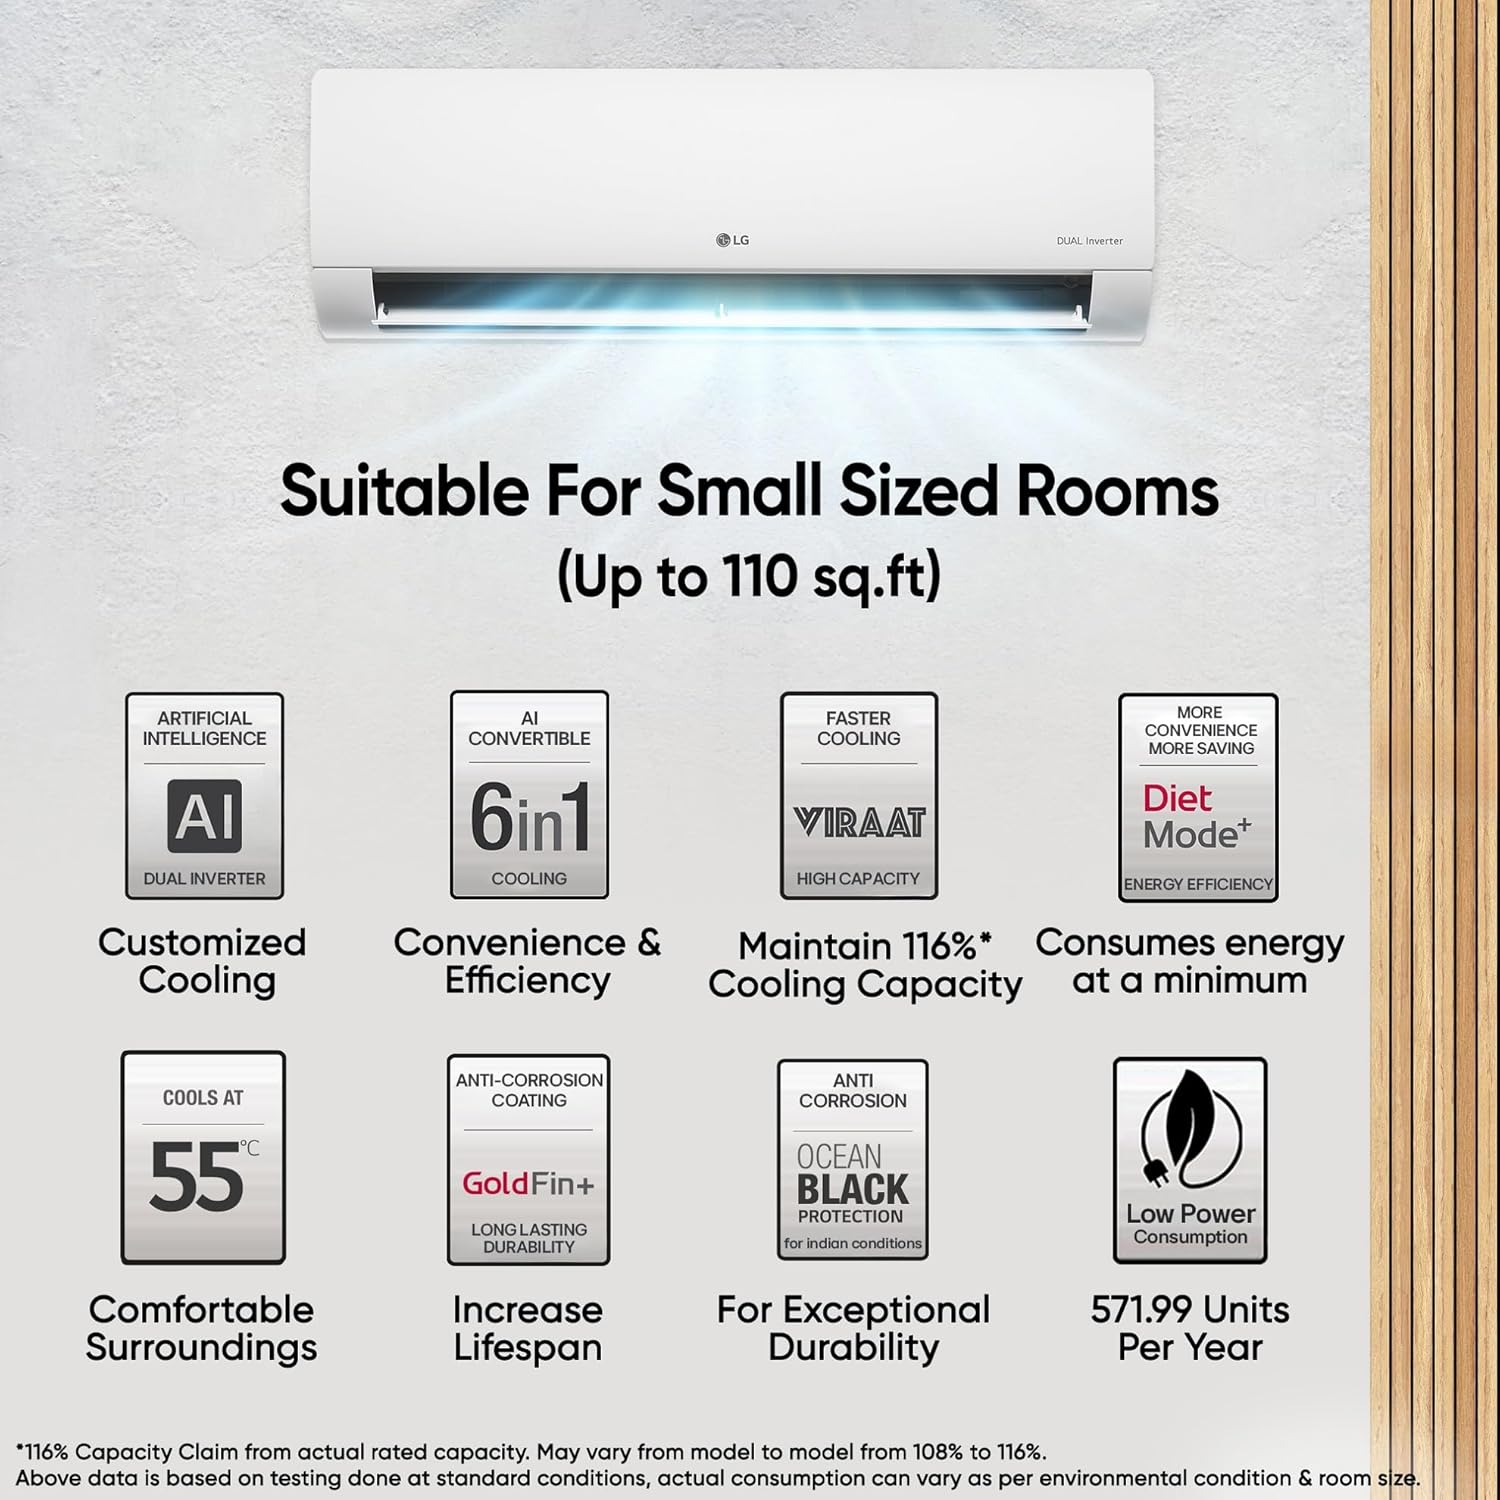 LG
DUAL Inverter
Suitable For Small Sized Rooms
(Up to 110 sq.ft)
ARTIFICIAL
INTELLIGENCE
AI
DUAL INVERTER
Customized
Cooling
AI
CONVERTIBLE
6in1
COOLING
Convenience &
Efficiency
FASTER
COOLING
VIRAAT
HIGH CAPACITY
Maintain 116%*
Cooling Capacity
MORE
CONVENIENCE
MORE SAVING
Diet
Mode+
ENERGY EFFICIENCY
Consumes energy
at a minimum
COOLS AT
55°C
Comfortable
Surroundings
ANTI-CORROSION
COATING
GoldFin+
LONG LASTING
DURABILITY
Increase
Lifespan
ANTI
CORROSION
OCEAN
BLACK
PROTECTION
for indian conditions
For Exceptional
Durability
Low Power
Consumption
571.99 Units
Per Year
*116% Capacity Claim from actual rated capacity. May vary from model to model from 108% to 116%.
Above data is based on testing done at standard conditions, actual consumption can vary as per environmental condition & room size.